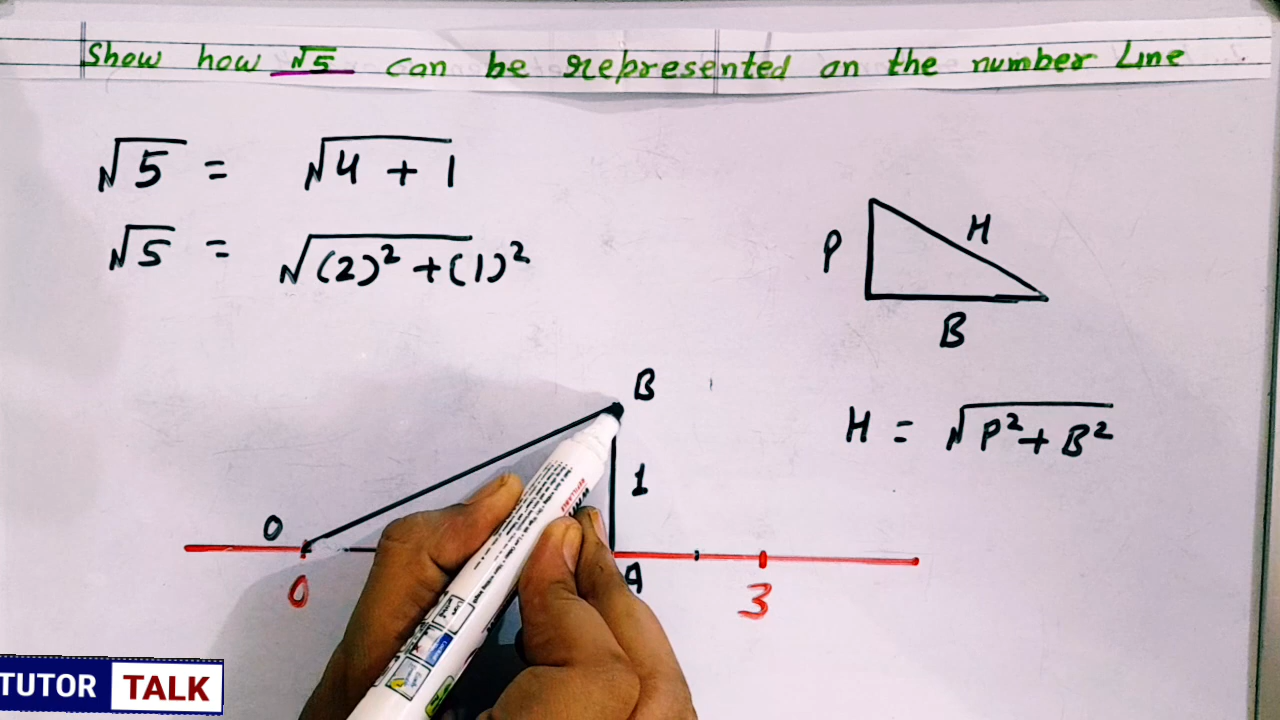 Show how √5 can be represented on the number Line
√5 = √4 + 1
√5 = √(2)² + (1)²
P
H
B
H = √P² + B²
B
1
O
A
0
3
TUTOR TALK